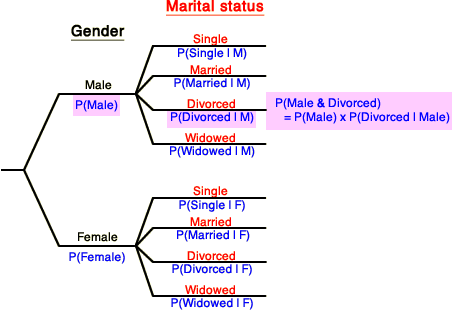 Marital status
Gender
Single
P(Single | M)
Married
P(Married | M)
Male
P(Male)
Divorced
P(Divorced | M)
P(Male & Divorced)
= P(Male) x P(Divorced | Male)
Widowed
P(Widowed | M)
Single
P(Single | F)
Married
P(Married | F)
Female
P(Female)
Divorced
P(Divorced | F)
Widowed
P(Widowed | F)